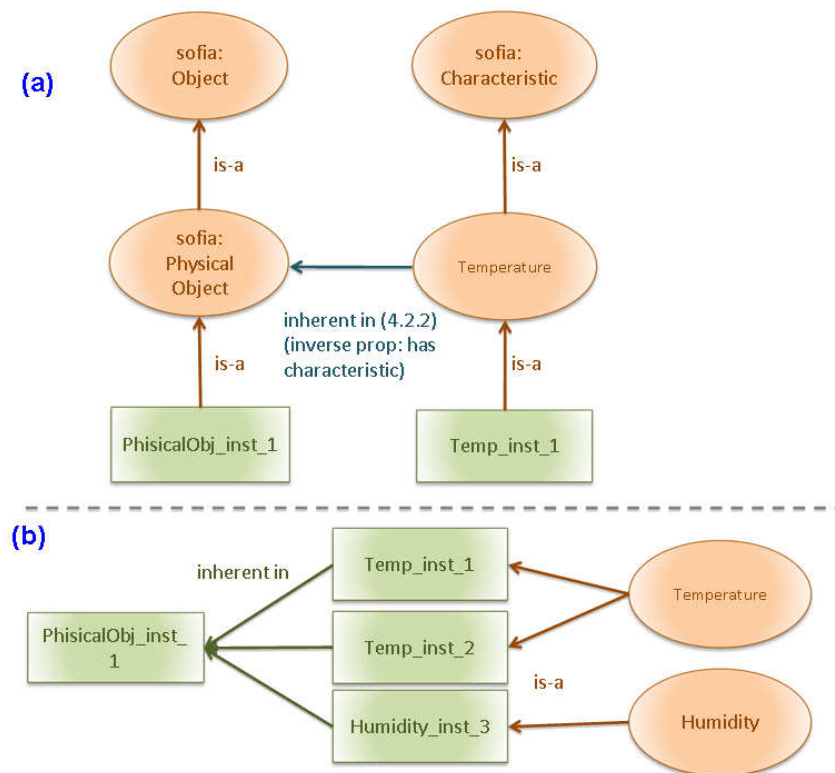 sofia:
Object
sofia:
Characteristic
(a)
is-a
is-a
sofia:
Physical
Object
Temperature
inherent in (4.2.2)
(inverse prop: has
characteristic)
is-a
is-a
PhisicalObj_inst_1
Temp_inst_1
(b)
inherent in
Temp_inst_1
Temperature
PhisicalObj_inst_
1
Temp_inst_2
is-a
Humidity_inst_3
Humidity